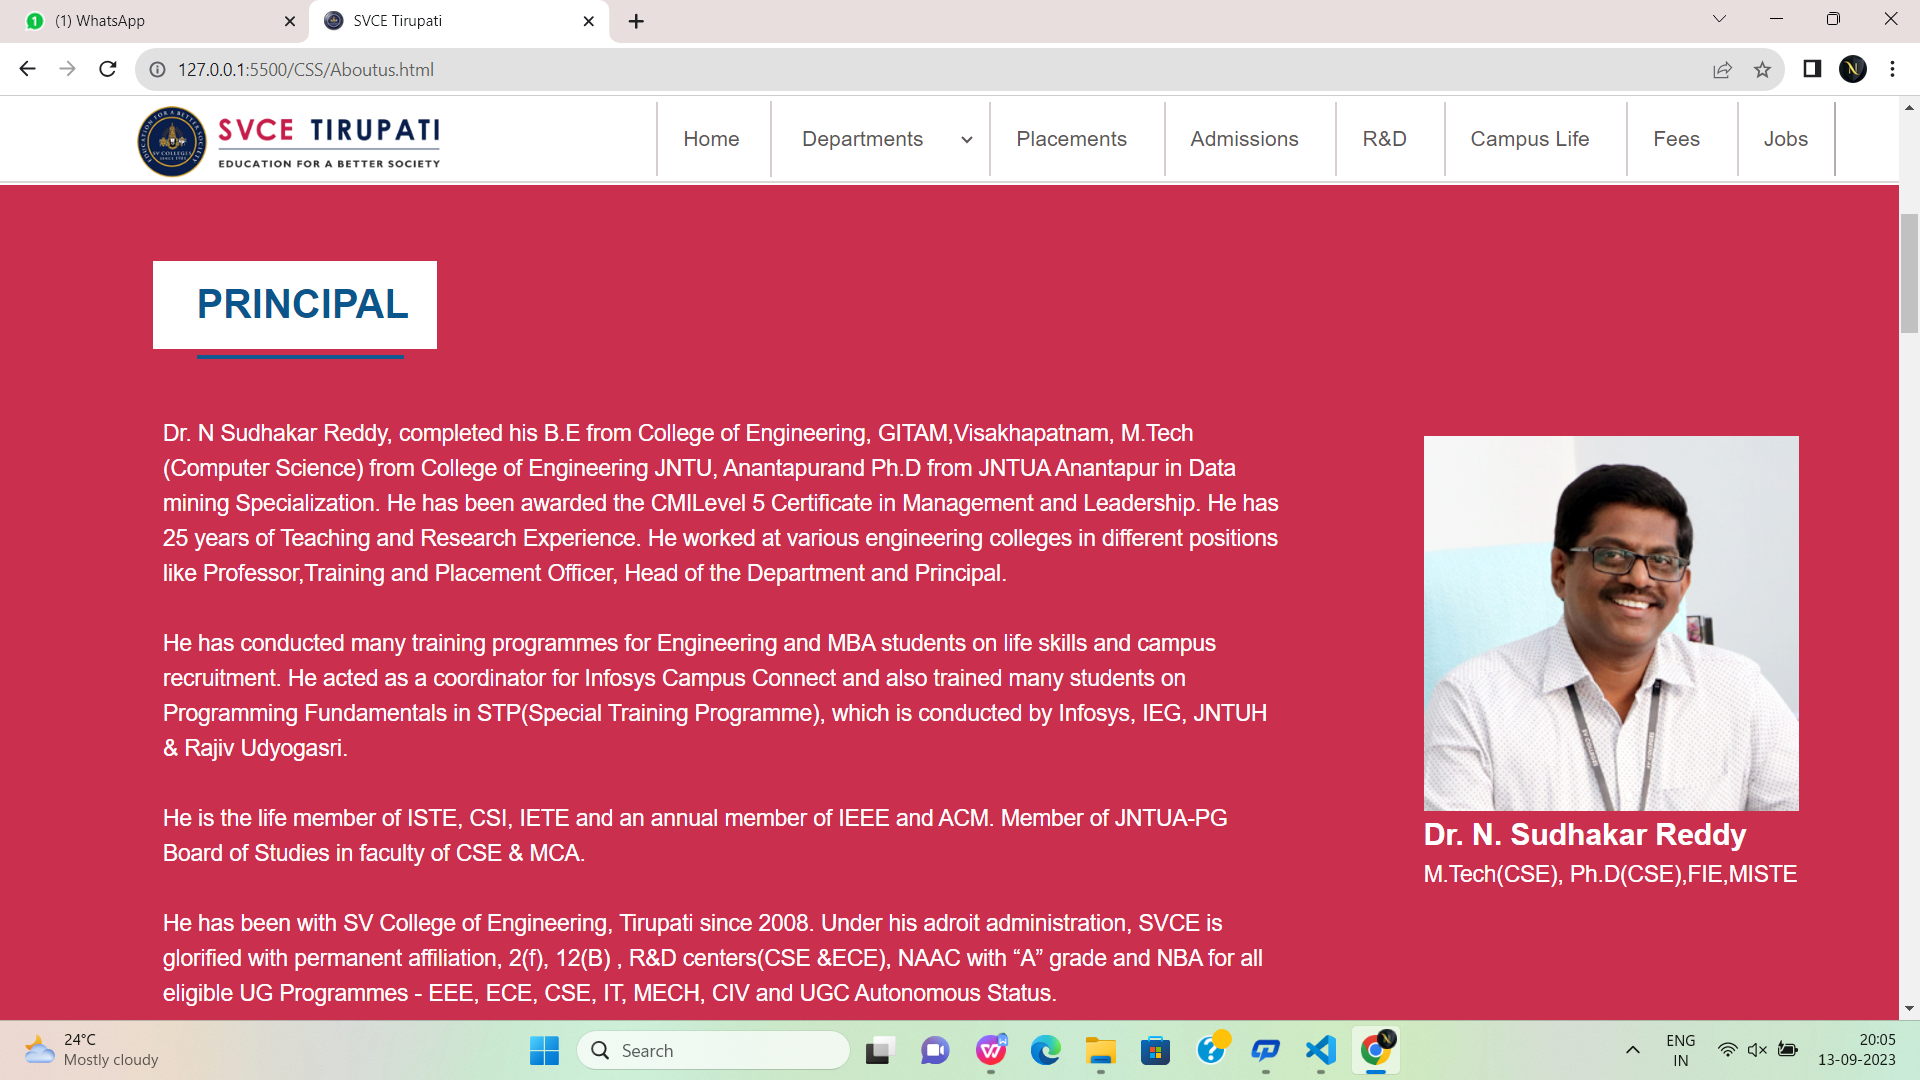 (1) WhatsApp
SVCE Tirupati
127.0.0.1:5500/CSS/Aboutus.html
SVCE TIRUPATI
EDUCATION FOR A BETTER SOCIETY
Home
Departments
Placements
Admissions
R&D
Campus Life
Fees
Jobs
PRINCIPAL
Dr. N Sudhakar Reddy, completed his B.E from College of Engineering, GITAM,Visakhapatnam, M.Tech
(Computer Science) from College of Engineering JNTU, Anantapurand Ph.D from JNTUA Anantapur in Data
mining Specialization. He has been awarded the CMILevel 5 Certificate in Management and Leadership. He has
25 years of Teaching and Research Experience. He worked at various engineering colleges in different positions
like Professor,Training and Placement Officer, Head of the Department and Principal.
He has conducted many training programmes for Engineering and MBA students on life skills and campus
recruitment. He acted as a coordinator for Infosys Campus Connect and also trained many students on
Programming Fundamentals in STP(Special Training Programme), which is conducted by Infosys, IEG, JNTUH
& Rajiv Udyogasri.
He is the life member of ISTE, CSI, IETE and an annual member of IEEE and ACM. Member of JNTUA-PG
Board of Studies in faculty of CSE & MCA.
He has been with SV College of Engineering, Tirupati since 2008. Under his adroit administration, SVCE is
glorified with permanent affiliation, 2(f), 12(B) , R&D centers(CSE &ECE), NAAC with “A” grade and NBA for all
eligible UG Programmes - EEE, ECE, CSE, IT, MECH, CIV and UGC Autonomous Status.
Dr. N. Sudhakar Reddy
M.Tech(CSE), Ph.D(CSE),FIE,MISTE
24°C
Mostly cloudy
Search
ENG
IN
20:05
13-09-2023